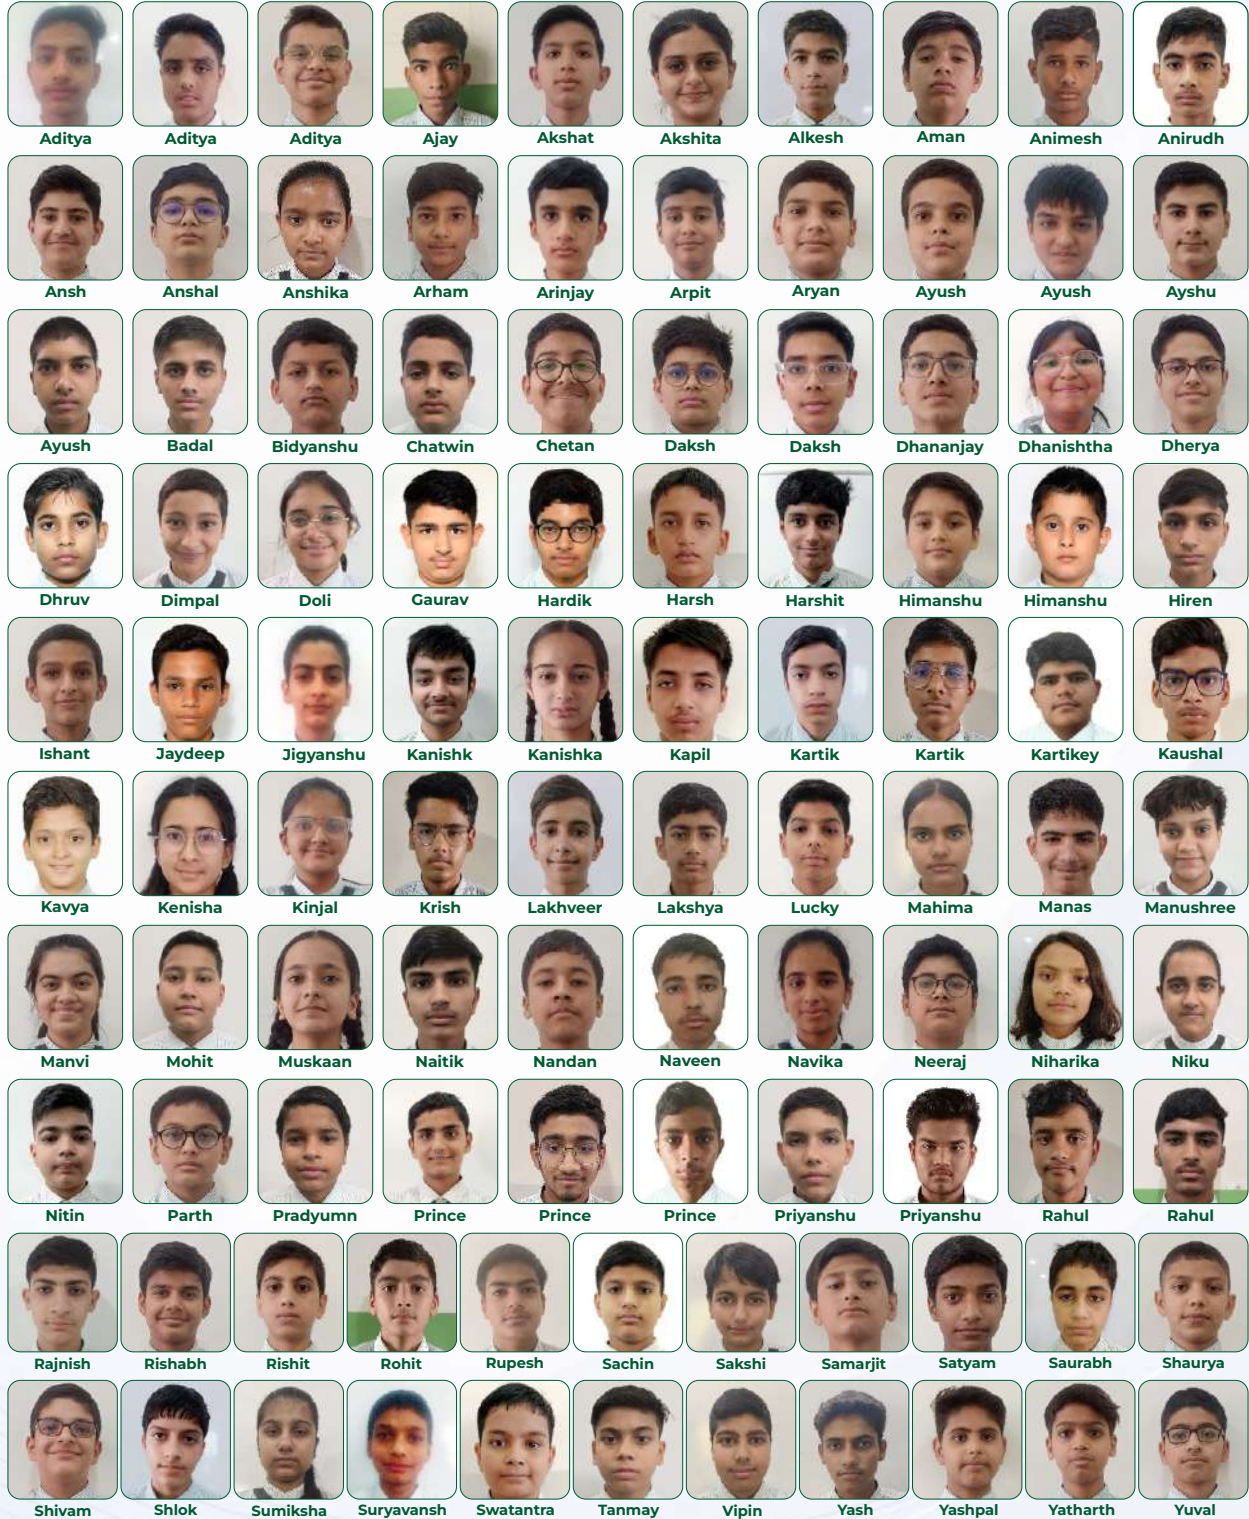 Aditya Aditya Aditya Ajay Akshat Akshita Alkesh Aman Animesh Anirudh
Ansh Anshal Anshika Arham Arinjay Arpit Aryan Ayush Ayush Ayshu
Ayush Badal Bidyanshu Chatwin Chetan Daksh Daksh Dhananjay Dhanishtha Dherya
Dhruv Dimpal Doli Gaurav Hardik Harsh Harshit Himanshu Himanshu Hiren
Ishant Jaydeep Jigyanshu Kanishk Kanishka Kapil Kartik Kartik Kartikey Kaushal
Kavya Kenisha Kinjal Krish Lakhveer Lakshya Lucky Mahima Manas Manushree
Manvi Mohit Muskaan Naitik Nandan Naveen Navika Neeraj Niharika Niku
Nitin Parth Pradyumn Prince Prince Prince Priyanshu Priyanshu Rahul Rahul
Rajnish Rishabh Rishit Rohit Rupesh Sachin Sakshi Samarjit Satyam Saurabh Shaurya
Shivam Shlok Sumiksha Suryavansh Swatantra Tanmay Vipin Yash Yashpal Yatharth Yuval